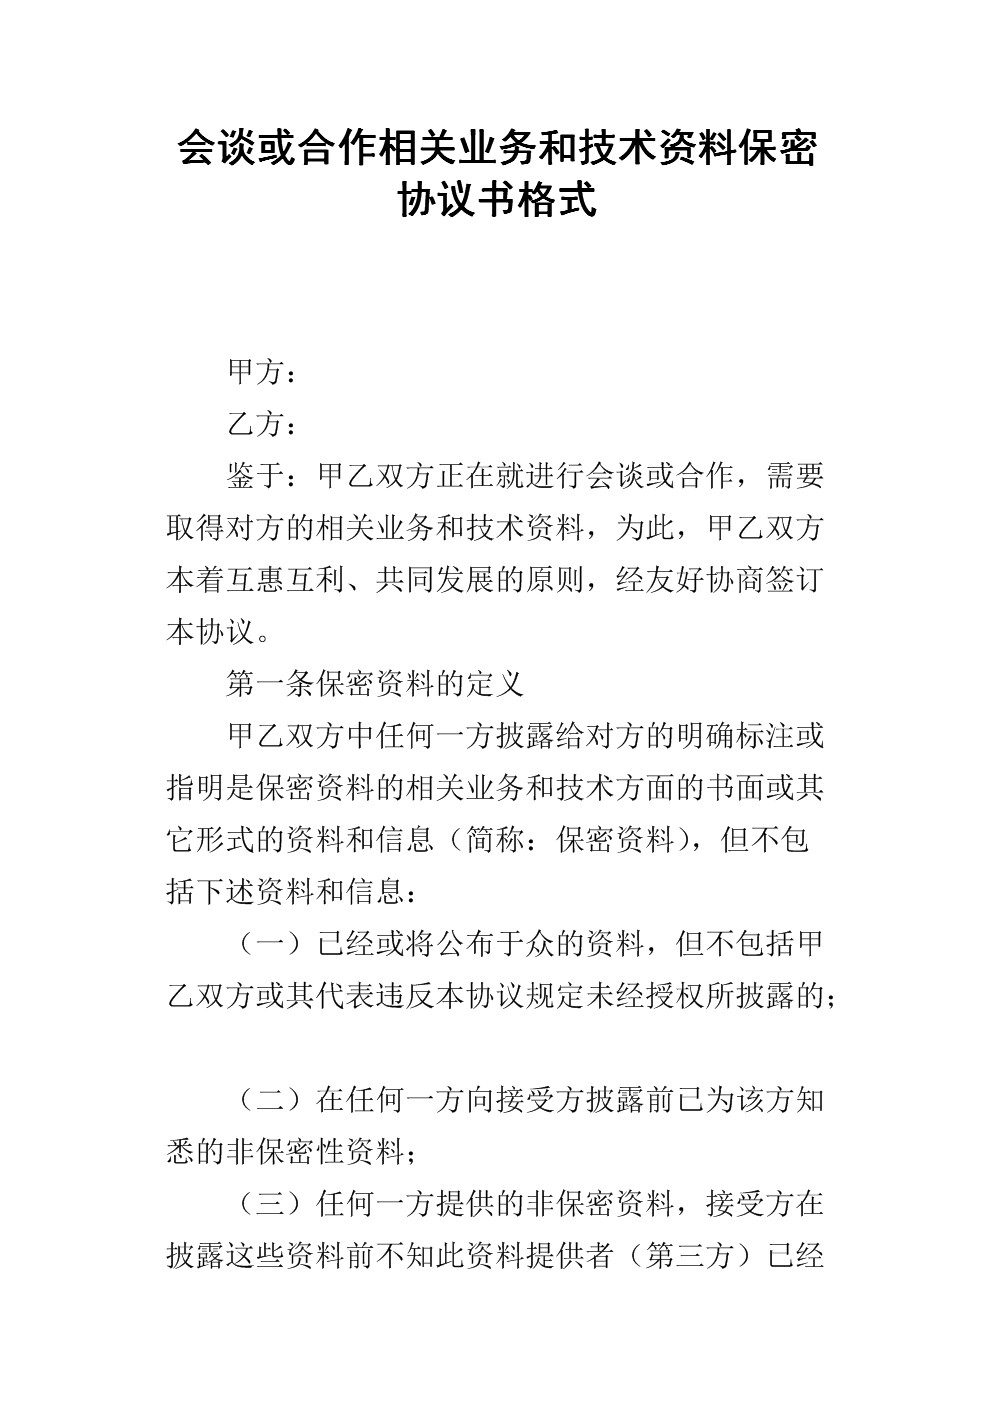 会谈或合作相关业务和技术资料保密
协议书格式
甲方：
乙方：
鉴于：甲乙双方正在就进行会谈或合作，需要
取得对方的相关业务和技术资料，为此，甲乙双方
本着互惠互利、共同发展的原则，经友好协商签订
本协议。
第一条保密资料的定义
甲乙双方中任何一方披露给对方的明确标注或
指明是保密资料的相关业务和技术方面的书面或其
它形式的资料和信息（简称：保密资料），但不包
括下述资料和信息：
（一）已经或将公布于众的资料，但不包括甲
乙双方或其代表违反本协议规定未经授权所披露的；
（二）在任何一方向接受方披露前已为该方知
悉的非保密性资料；
（三）任何一方提供的非保密资料，接受方在
披露这些资料前不知此资料提供者（第三方）已经